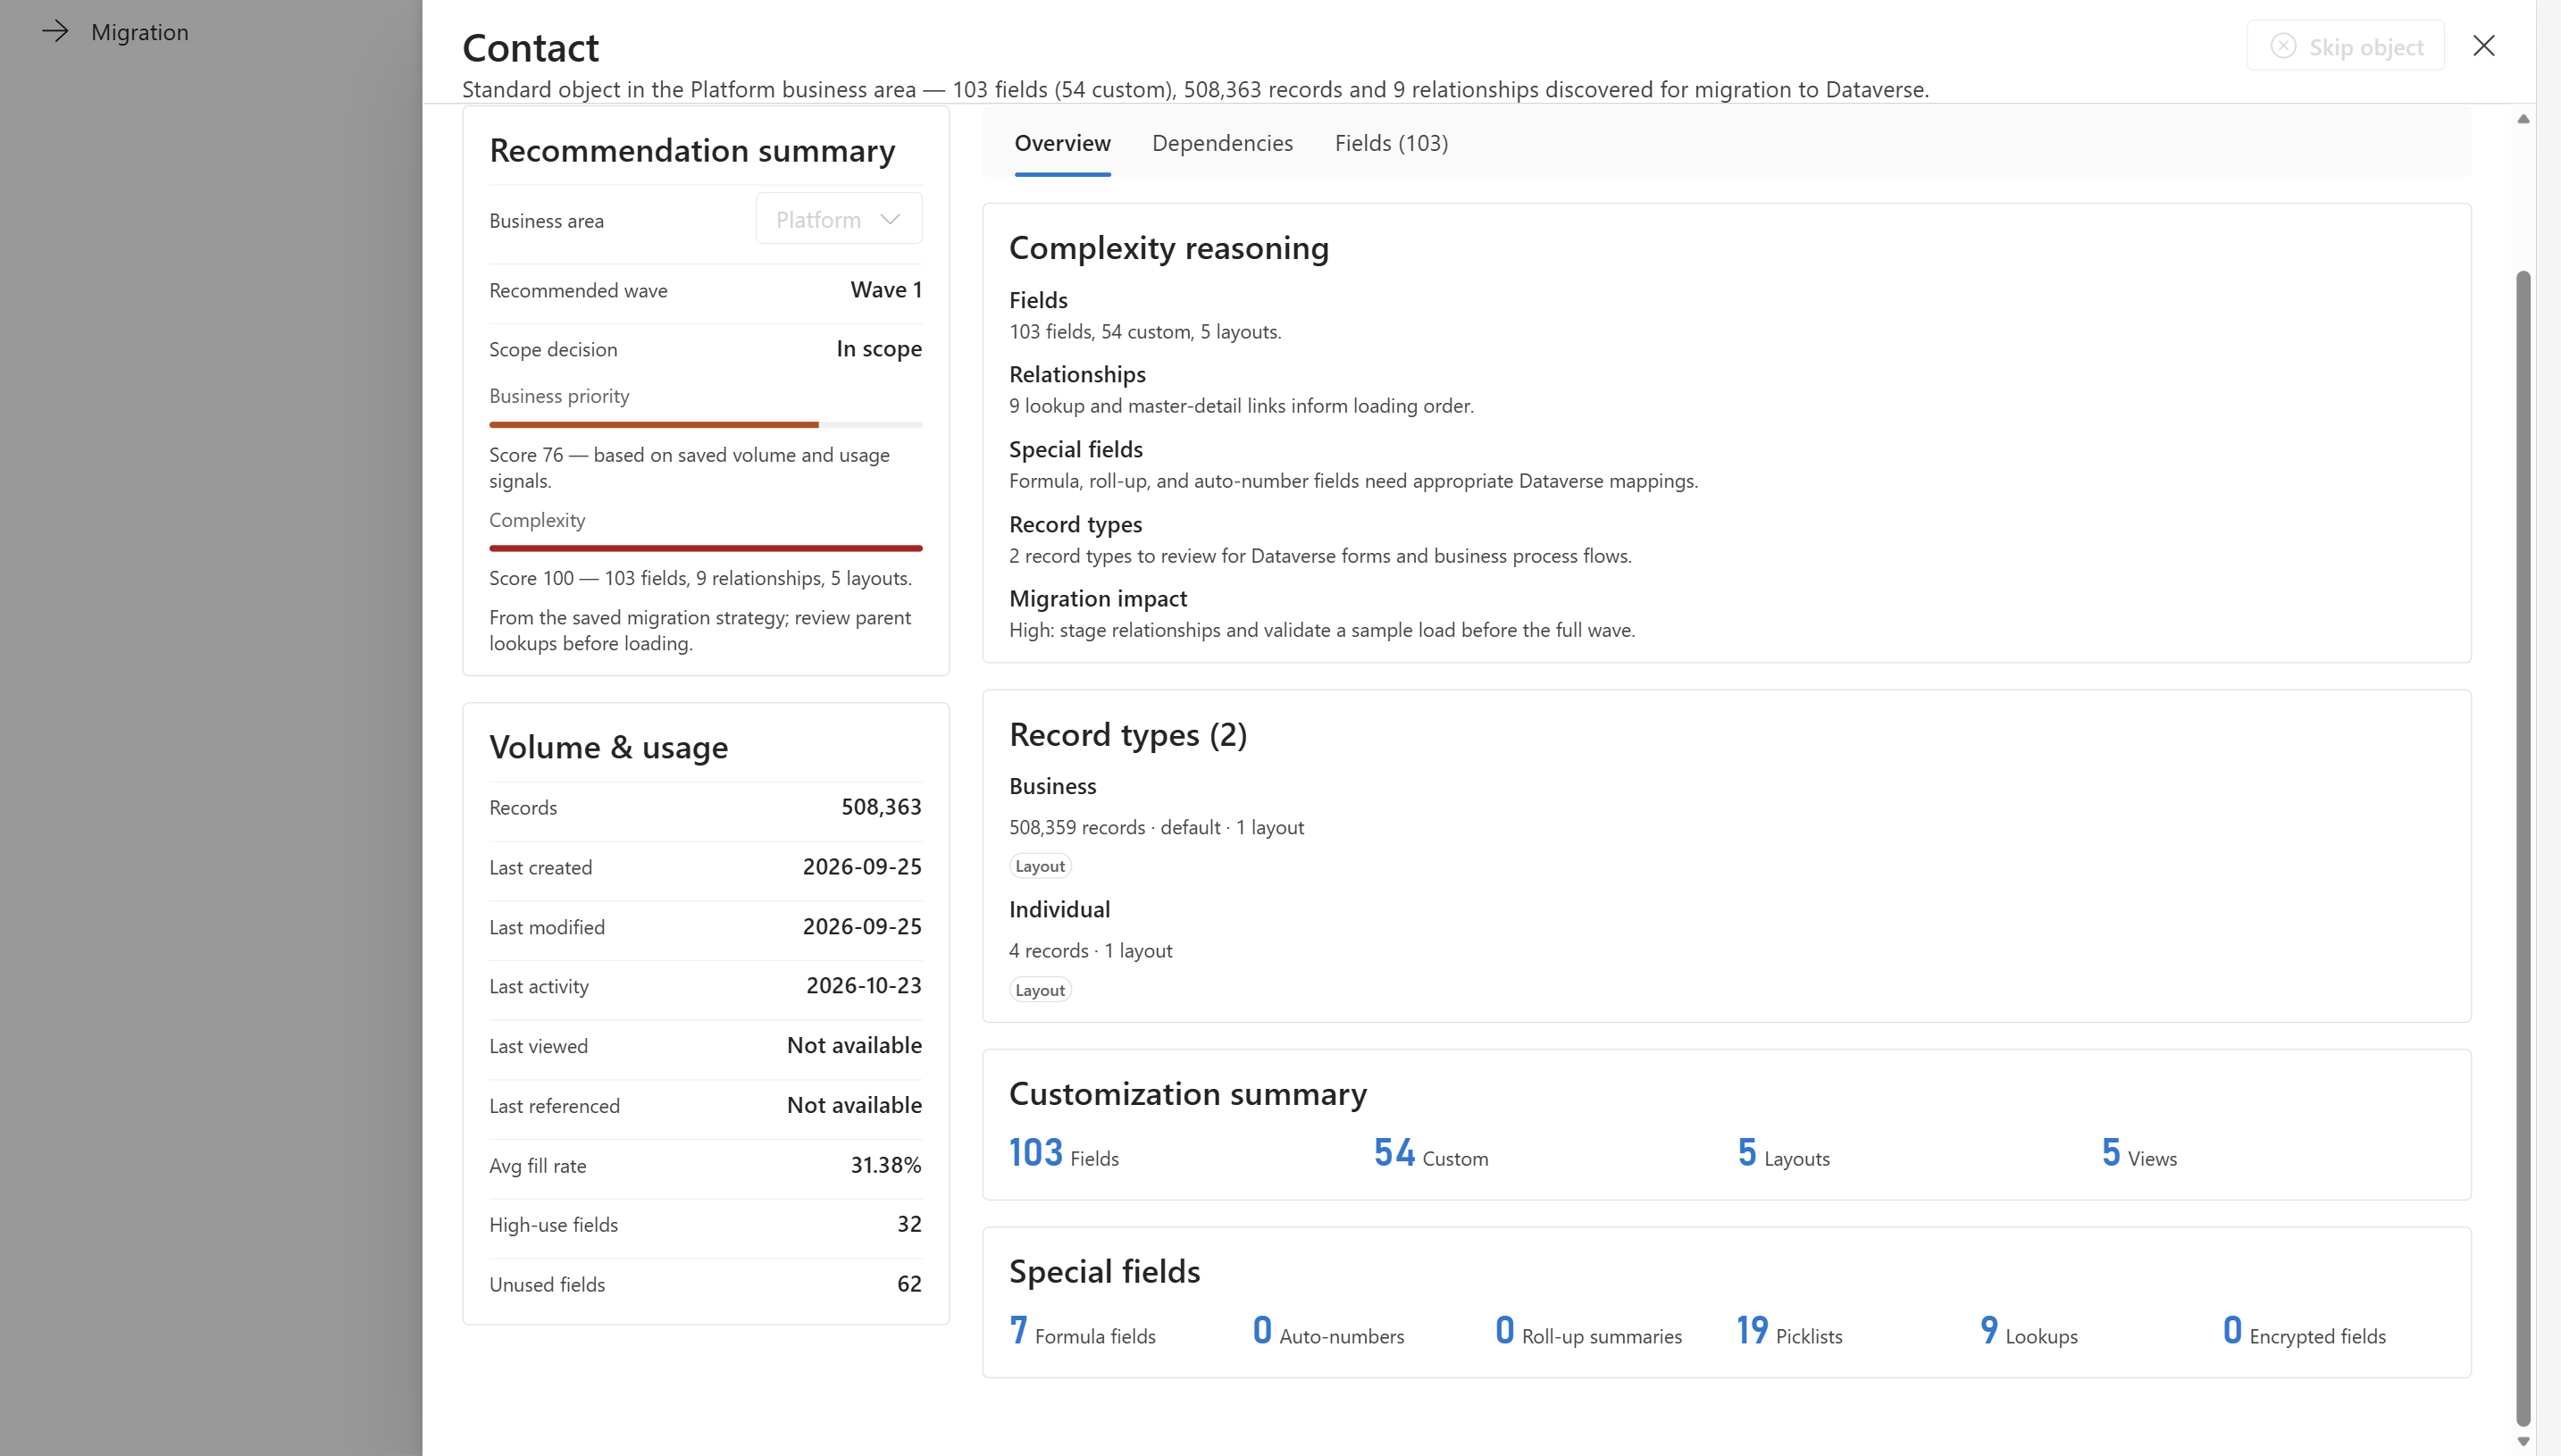 Migration
Contact
Skip object
Standard object in the Platform business area — 103 fields (54 custom), 508,363 records and 9 relationships discovered for migration to Dataverse.
Recommendation summary
Business area
Platform
Recommended wave
Wave 1
Scope decision
In scope
Business priority
Score 76 — based on saved volume and usage
signals.
Complexity
Score 100 — 103 fields, 9 relationships, 5 layouts.
From the saved migration strategy; review parent
lookups before loading.
Volume & usage
Records
508,363
Last created
2026-09-25
Last modified
2026-09-25
Last activity
2026-10-23
Last viewed
Not available
Last referenced
Not available
Avg fill rate
31.38%
High-use fields
32
Unused fields
62
Overview
Dependencies
Fields (103)
Complexity reasoning
Fields
103 fields, 54 custom, 5 layouts.
Relationships
9 lookup and master-detail links inform loading order.
Special fields
Formula, roll-up, and auto-number fields need appropriate Dataverse mappings.
Record types
2 record types to review for Dataverse forms and business process flows.
Migration impact
High: stage relationships and validate a sample load before the full wave.
Record types (2)
Business
508,359 records · default · 1 layout
Layout
Individual
4 records · 1 layout
Layout
Customization summary
103 Fields
54 Custom
5 Layouts
5 Views
Special fields
7 Formula fields
0 Auto-numbers
0 Roll-up summaries
19 Picklists
9 Lookups
0 Encrypted fields